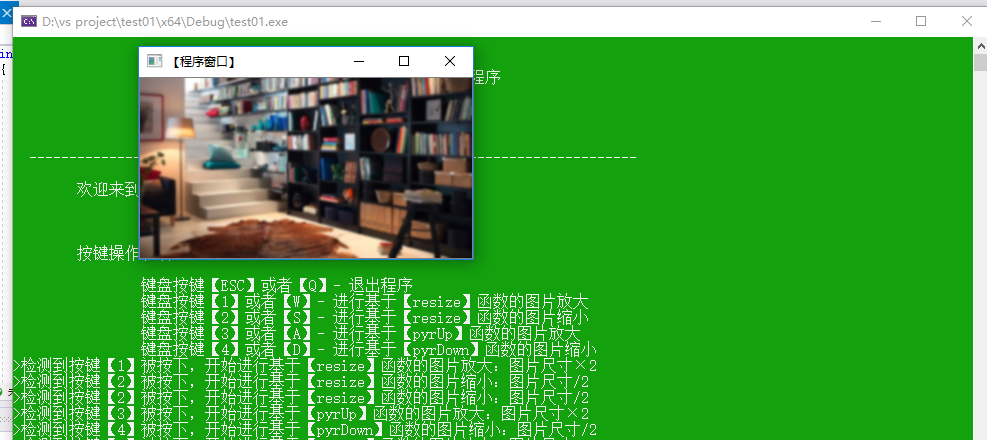 D:\vs project\test01\x64\Debug\test01.exe
in
{
【程序窗口】
程序
--------------------------------------------------------------------------
欢迎来到
按键操作
键盘按键【ESC】或者【Q】- 退出程序
键盘按键【1】或者【W】- 进行基于【resize】函数的图片放大
键盘按键【2】或者【S】- 进行基于【resize】函数的图片缩小
键盘按键【3】或者【A】- 进行基于【pyrUp】函数的图片放大
键盘按键【4】或者【D】- 进行基于【pyrDown】函数的图片缩小
>检测到按键【1】被按下，开始进行基于【resize】函数的图片放大：图片尺寸×2
>检测到按键【2】被按下，开始进行基于【resize】函数的图片缩小：图片尺寸/2
>检测到按键【2】被按下，开始进行基于【resize】函数的图片缩小：图片尺寸/2
>检测到按键【3】被按下，开始进行基于【pyrUp】函数的图片放大：图片尺寸×2
>检测到按键【4】被按下，开始进行基于【pyrDown】函数的图片缩小：图片尺寸/2